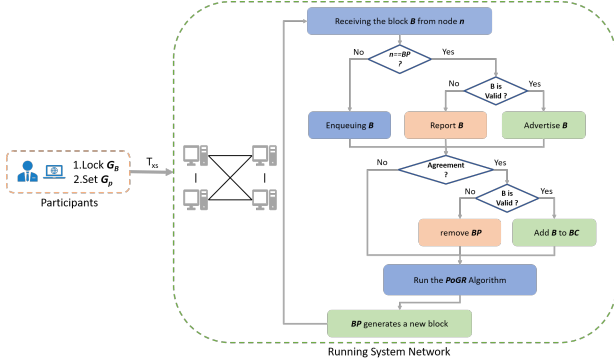 Receiving the block B from node n
n==BP
?
No
Yes
B is
Valid ?
No
Yes
Enqueuing B
Report B
Advertise B
1.Lock G_B
2.Set G_p
Participants
T_xs
No
Agreement
?
Yes
B is
Valid ?
No
Yes
remove BP
Add B to BC
Run the PoGR Algorithm
BP generates a new block
Running System Network